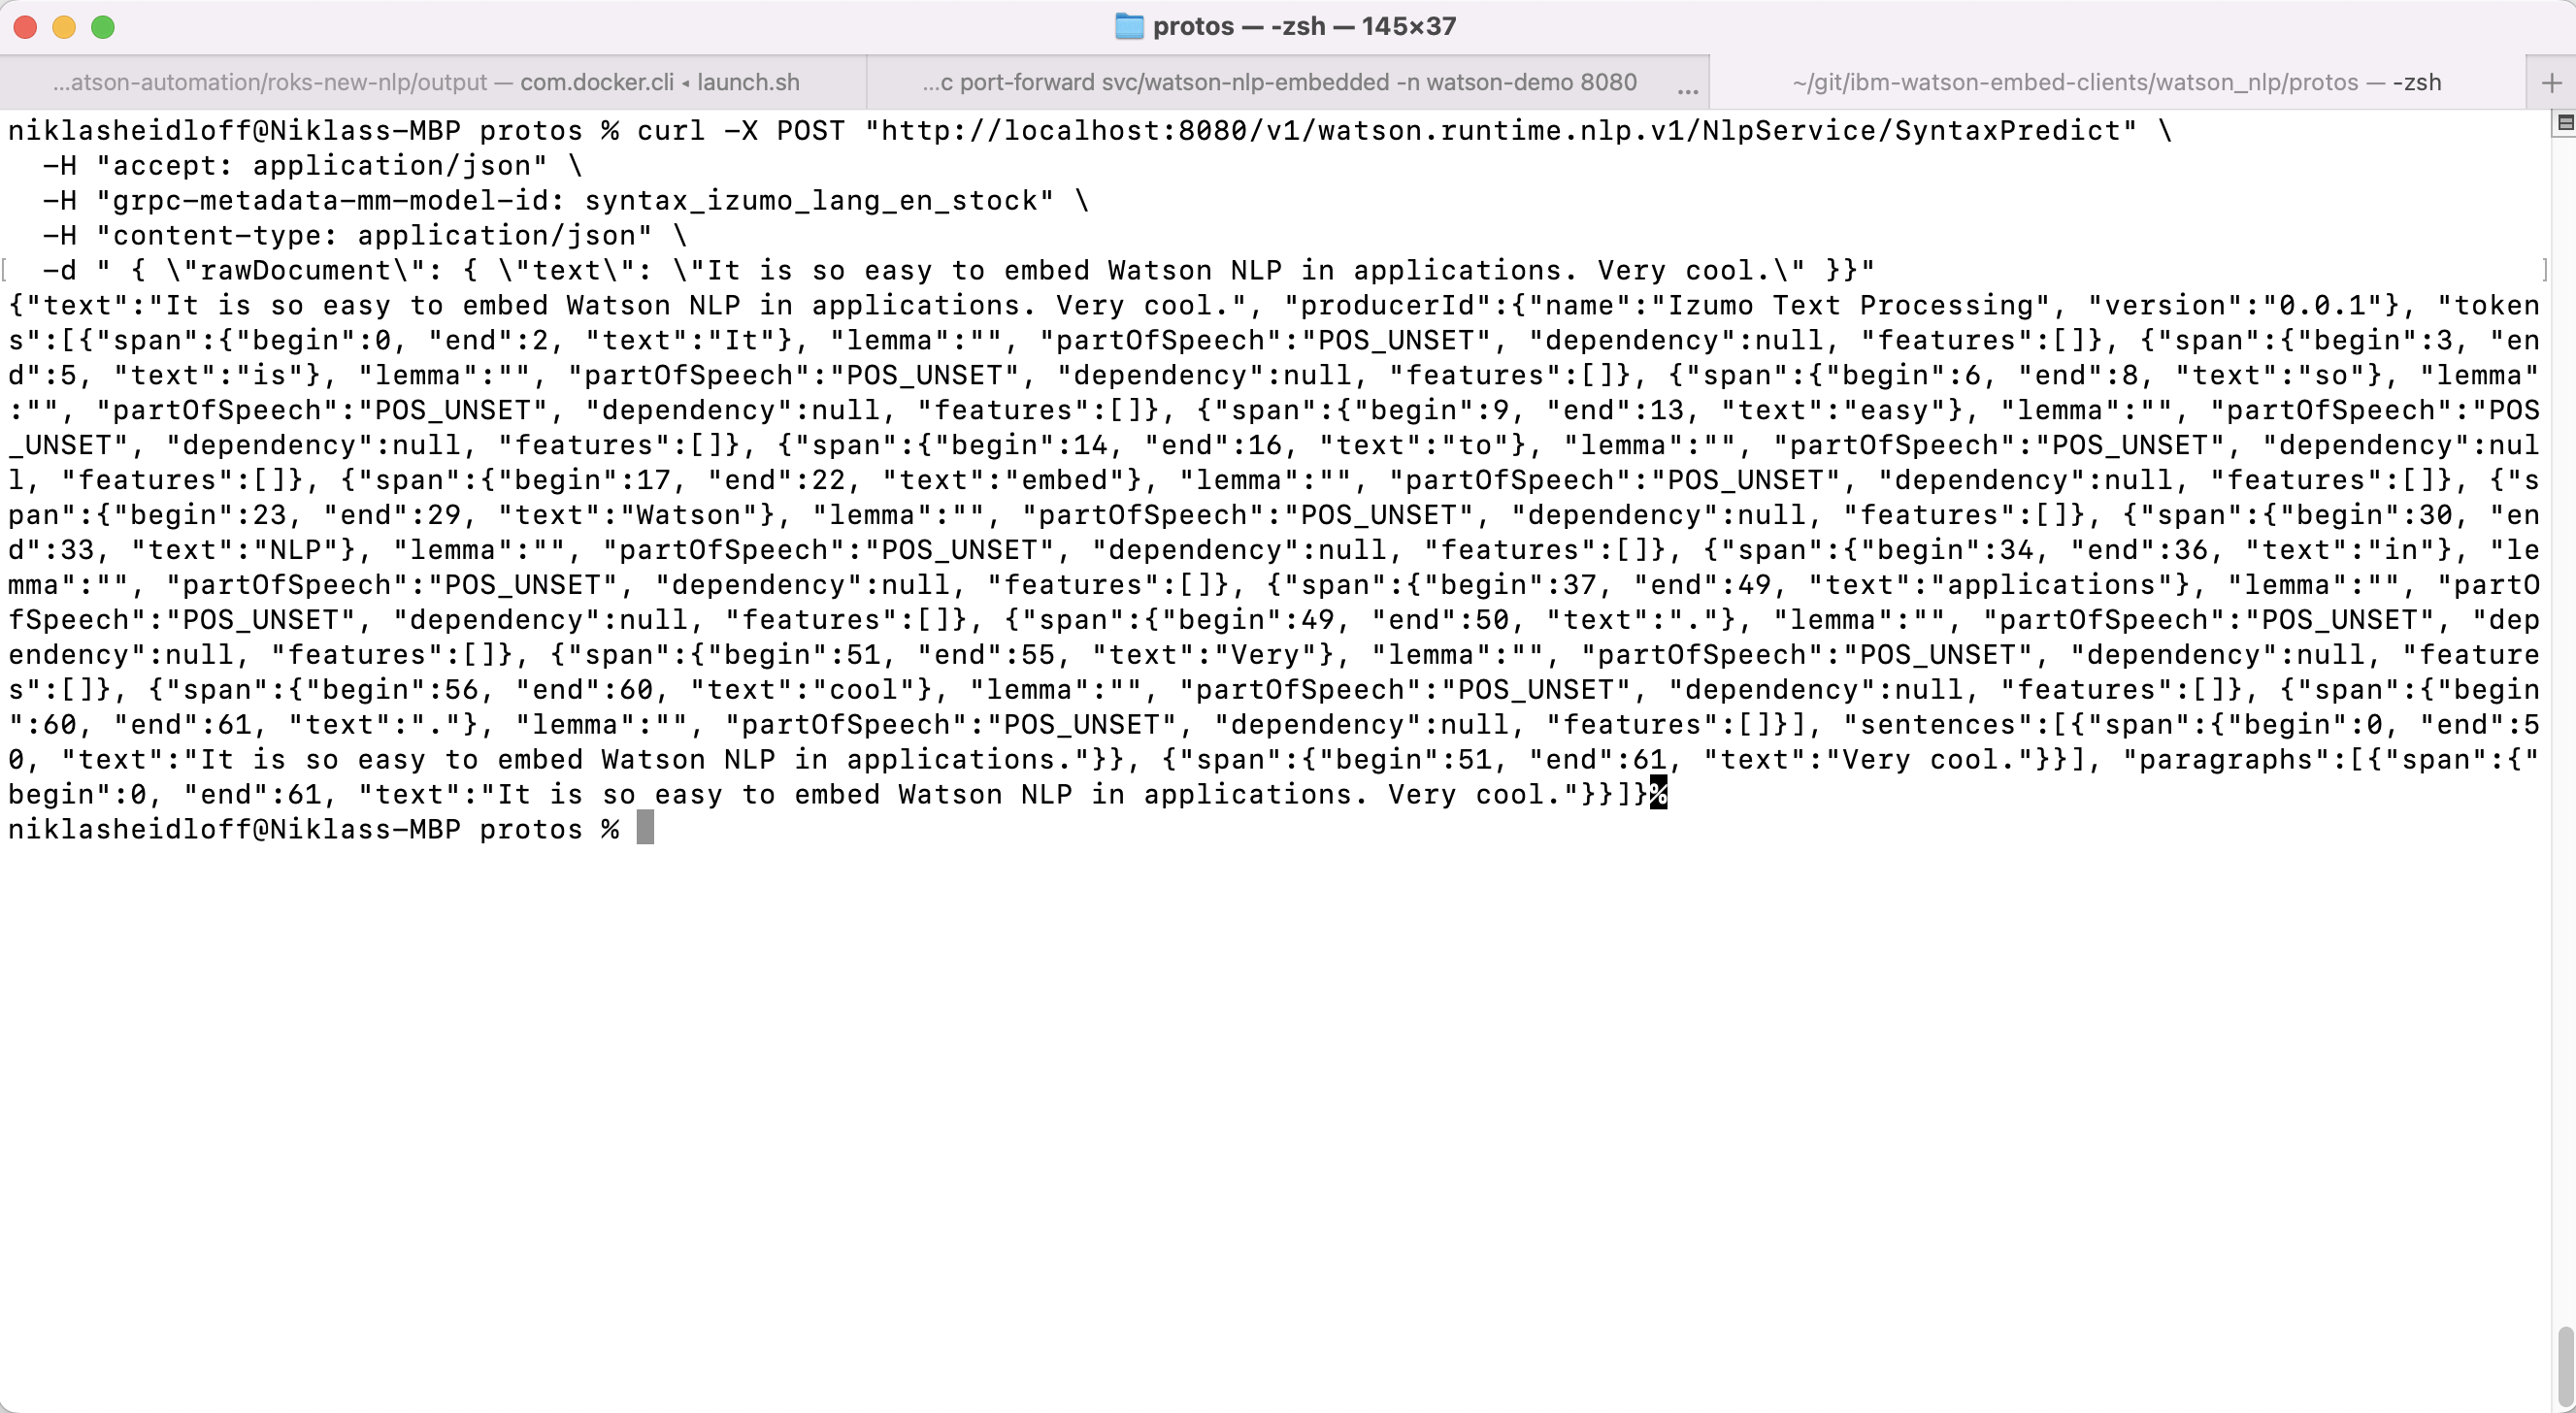 protos — -zsh — 145×37
...atson-automation/roks-new-nlp/output — com.docker.cli ◂ launch.sh
...c port-forward svc/watson-nlp-embedded -n watson-demo 8080 ...
~/git/ibm-watson-embed-clients/watson_nlp/protos — -zsh +
niklasheidloff@Niklass-MBP protos % curl -X POST "http://localhost:8080/v1/watson.runtime.nlp.v1/NlpService/SyntaxPredict" \
  -H "accept: application/json" \
  -H "grpc-metadata-mm-model-id: syntax_izumo_lang_en_stock" \
  -H "content-type: application/json" \
[  -d " { \"rawDocument\": { \"text\": \"It is so easy to embed Watson NLP in applications. Very cool.\" }}" ]
{"text":"It is so easy to embed Watson NLP in applications. Very cool.", "producerId":{"name":"Izumo Text Processing", "version":"0.0.1"}, "token
s":[{"span":{"begin":0, "end":2, "text":"It"}, "lemma":"", "partOfSpeech":"POS_UNSET", "dependency":null, "features":[]}, {"span":{"begin":3, "en
d":5, "text":"is"}, "lemma":"", "partOfSpeech":"POS_UNSET", "dependency":null, "features":[]}, {"span":{"begin":6, "end":8, "text":"so"}, "lemma"
:"", "partOfSpeech":"POS_UNSET", "dependency":null, "features":[]}, {"span":{"begin":9, "end":13, "text":"easy"}, "lemma":"", "partOfSpeech":"POS
_UNSET", "dependency":null, "features":[]}, {"span":{"begin":14, "end":16, "text":"to"}, "lemma":"", "partOfSpeech":"POS_UNSET", "dependency":nul
l, "features":[]}, {"span":{"begin":17, "end":22, "text":"embed"}, "lemma":"", "partOfSpeech":"POS_UNSET", "dependency":null, "features":[]}, {"s
pan":{"begin":23, "end":29, "text":"Watson"}, "lemma":"", "partOfSpeech":"POS_UNSET", "dependency":null, "features":[]}, {"span":{"begin":30, "en
d":33, "text":"NLP"}, "lemma":"", "partOfSpeech":"POS_UNSET", "dependency":null, "features":[]}, {"span":{"begin":34, "end":36, "text":"in"}, "le
mma":"", "partOfSpeech":"POS_UNSET", "dependency":null, "features":[]}, {"span":{"begin":37, "end":49, "text":"applications"}, "lemma":"", "partO
fSpeech":"POS_UNSET", "dependency":null, "features":[]}, {"span":{"begin":49, "end":50, "text":"."}, "lemma":"", "partOfSpeech":"POS_UNSET", "dep
endency":null, "features":[]}, {"span":{"begin":51, "end":55, "text":"Very"}, "lemma":"", "partOfSpeech":"POS_UNSET", "dependency":null, "feature
s":[]}, {"span":{"begin":56, "end":60, "text":"cool"}, "lemma":"", "partOfSpeech":"POS_UNSET", "dependency":null, "features":[]}, {"span":{"begin
":60, "end":61, "text":"."}, "lemma":"", "partOfSpeech":"POS_UNSET", "dependency":null, "features":[]}], "sentences":[{"span":{"begin":0, "end":5
0, "text":"It is so easy to embed Watson NLP in applications."}}, {"span":{"begin":51, "end":61, "text":"Very cool."}}], "paragraphs":[{"span":{"
begin":0, "end":61, "text":"It is so easy to embed Watson NLP in applications. Very cool."}}]}%
niklasheidloff@Niklass-MBP protos %